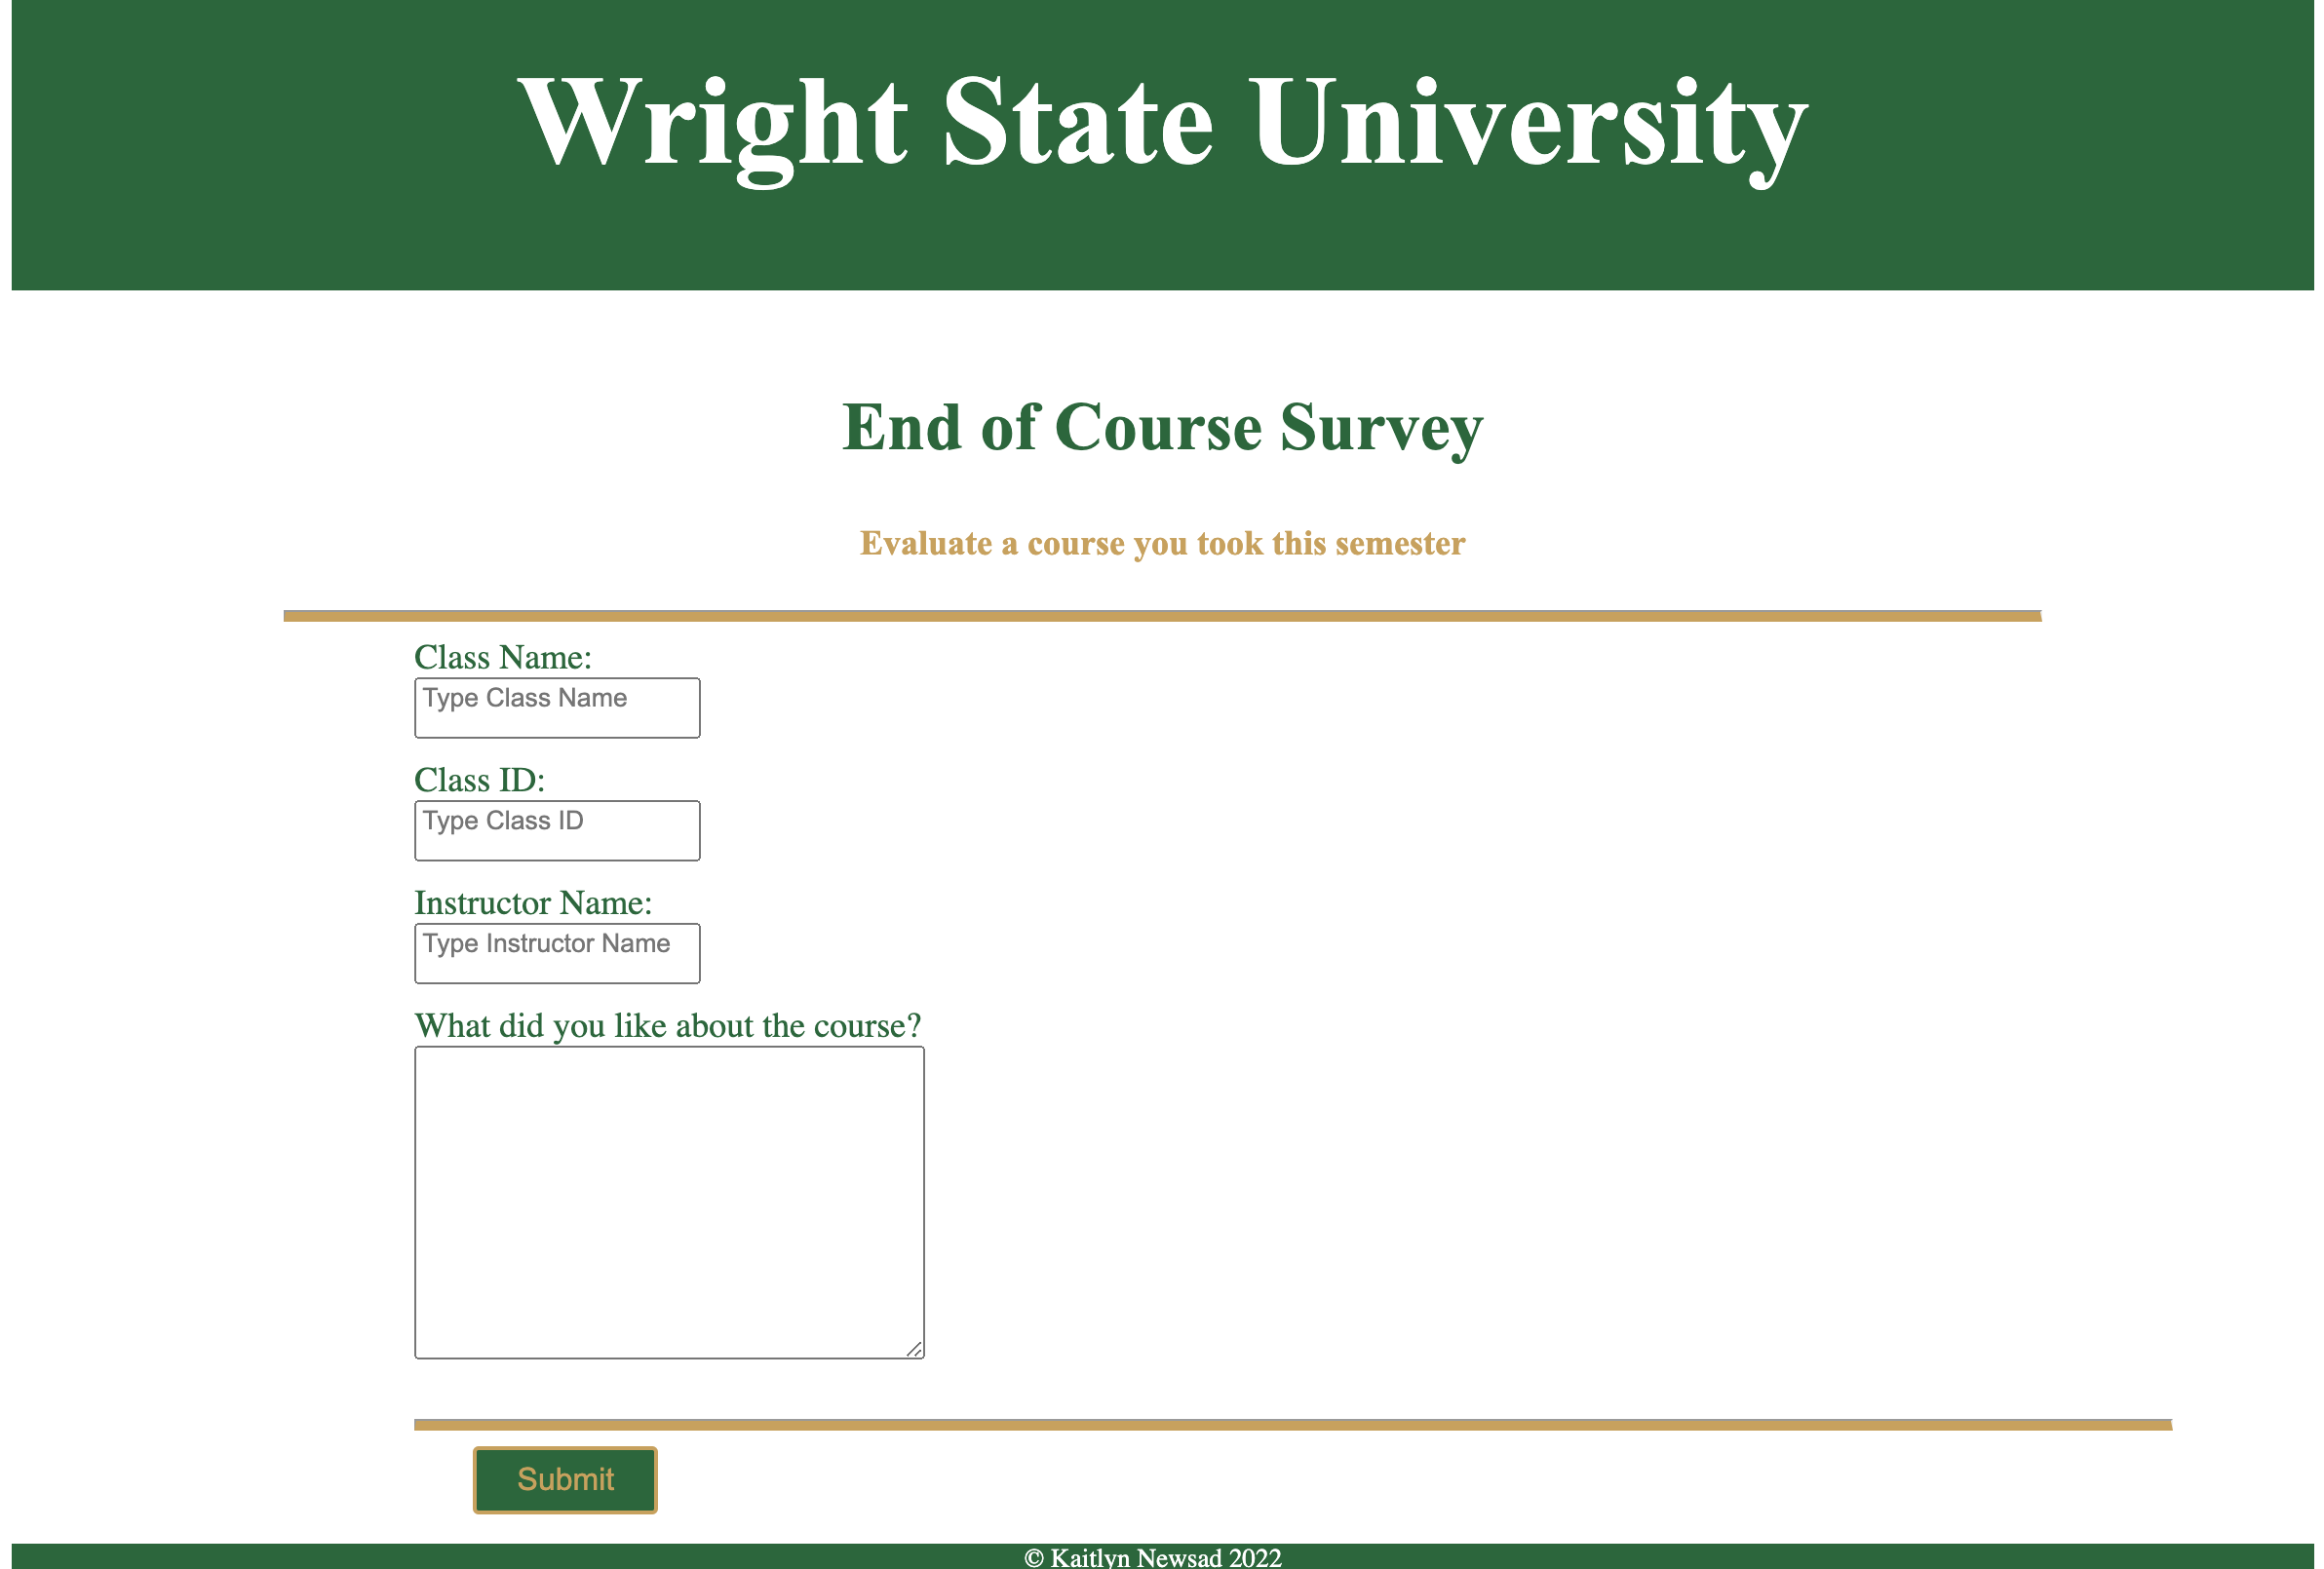 Wright State University
End of Course Survey
Evaluate a course you took this semester
Class Name:
Type Class Name
Class ID:
Type Class ID
Instructor Name:
Type Instructor Name
What did you like about the course?
Submit
© Kaitlyn Newsad 2022